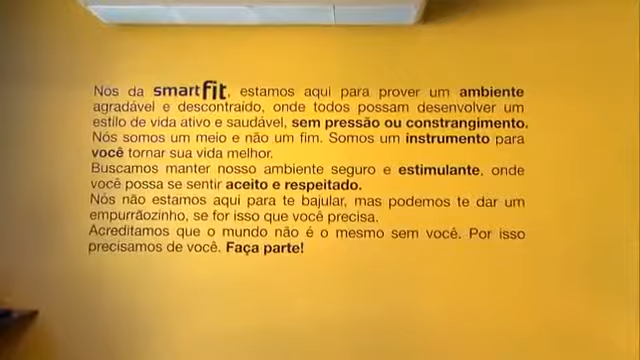 Nós da smartfit, estamos aqui para prover um ambiente
agradável e descontraído, onde todos possam desenvolver um
estilo de vida ativo e saudável, sem pressão ou constrangimento.
Nós somos um meio e não um fim. Somos um instrumento para
você tornar sua vida melhor.
Buscamos manter nosso ambiente seguro e estimulante, onde
você possa se sentir aceito e respeitado.
Nós não estamos aqui para te bajular, mas podemos te dar um
empurrãozinho, se for isso que você precisa.
Acreditamos que o mundo não é o mesmo sem você. Por isso
precisamos de você. Faça parte!